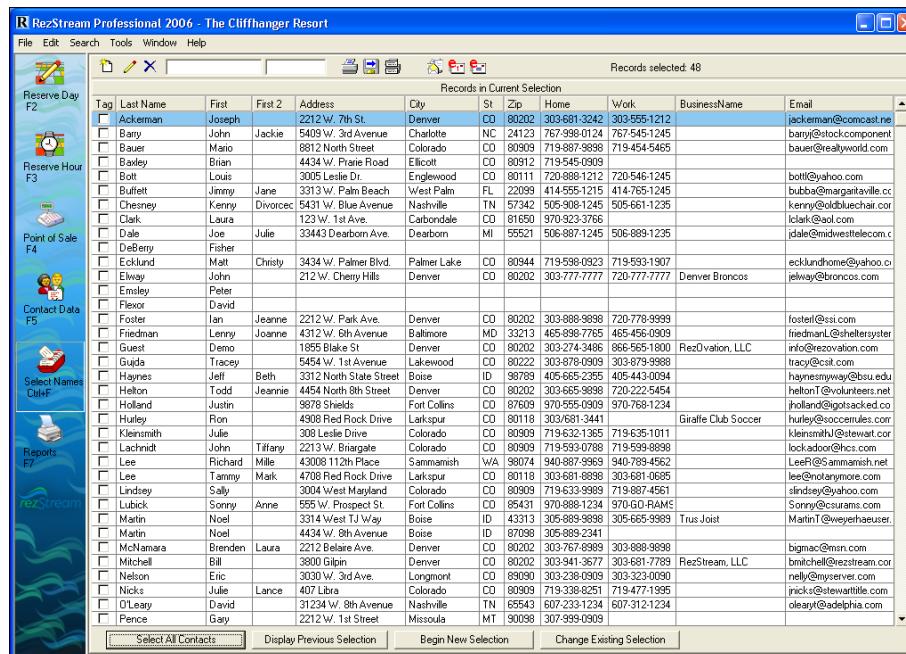 RezStream Professional 2006 - The Cliffhanger Resort
File Edit Search Tools Window Help
Records selected: 48
Records in Current Selection
Reserve Day
F2
Reserve Hour
F3
Point of Sale
F4
Contact Data
F5
Select Names
Ctrl+F
Reports
F7
rezStream
Tag Last Name First First 2 Address City St Zip Home Work BusinessName Email
Ackerman Joseph 2212 W. 7th St. Denver CO 80202 303-681-3242 303-555-1212 jackerman@comcast.ne
Barry John Jackie 5409 W. 3rd Avenue Charlotte NC 24123 767-998-0124 767-545-1245 barryj@stockcomponent
Bauer Mario 8812 North Street Colorado CO 80909 719-887-9898 719-454-5465 bauer@realtyworld.com
Baxley Brian 4434 W. Prarie Road Ellicott CO 80912 719-545-0909
Bott Louis 3005 Leslie Dr. Englewood CO 80111 720-888-1212 720-546-1245 bottl@yahoo.com
Buffett Jimmy Jane 3313 W. Palm Beach West Palm FL 22099 414-555-1215 414-765-1245 bubba@margaritaville.cc
Chesney Kenny Divorcec 5431 W. Blue Avenue Nashville TN 57342 505-908-1245 505-661-1235 kenny@oldbluechair.con
Clark Laura 123 W. 1st Ave. Carbondale CO 81650 970-923-3766 lclark@aol.com
Dale Joe Julie 33443 Dearborn Ave. Dearborn MI 55521 506-887-1245 506-889-1235 jdale@midwesttelecom.c
DeBerry Fisher
Ecklund Matt Christy 3434 W. Palmer Blvd. Palmer Lake CO 80944 719-598-0923 719-593-1907 ecklundhome@yahoo.c
Elway John 212 W. Cherry Hills Denver CO 80202 303-777-7777 720-777-7777 Denver Broncos jelway@broncos.com
Emsley Peter
Flexor David
Foster Ian Jeanne 2212 W. Park Ave. Denver CO 80202 303-888-9898 720-778-9999 fosterI@ssi.com
Friedman Lenny Joanne 4312 W. 6th Avenue Baltimore MD 33213 465-898-7765 465-456-0909 friedmanL@sheltersyster
Guest Demo 1855 Blake St Denver CO 80202 303-274-3486 866-565-1800 RezOvation, LLC info@rezovation.com
Gujda Tracey 5454 W. 1st Avenue Lakewood CO 80222 303-878-0909 303-879-9988 tracy@csit.com
Haynes Jeff Beth 3312 North State Street Boise ID 98789 405-665-2355 405-443-0094 haynesmyway@bsu.edu
Helton Todd Jeannie 4454 North 8th Street Denver CO 80202 303-665-9898 720-222-5454 heltonT@volunteers.net
Holland Justin 9878 Shields Fort Collins CO 87609 970-555-0909 970-768-1234 jholland@igotsacked.co
Hurley Ron 4908 Red Rock Drive Larkspur CO 80118 303/681-3441 Giraffe Club Soccer hurley@soccerrules.com
Kleinsmith Julie 308 Leslie Drive Colorado CO 80909 719-632-1365 719-635-1011 kleinsmithJ@stewart.cor
Lachnidt John Tiffany 2213 W. Briargate Colorado CO 80909 719-593-0788 719-599-8898 lockadoor@hcs.com
Lee Richard Mille 43008 112th Place Sammamish WA 98074 940-887-9969 940-789-4562 LeeR@Sammamish.net
Lee Tammy Mark 4708 Red Rock Drive Larkspur CO 80118 303-681-8898 303-681-0685 lee@notanymore.com
Lindsey Sally 3004 West Maryland Colorado CO 80909 719-633-9989 719-887-4561 slindsey@yahoo.com
Lubick Sonny Anne 555 W. Prospect St. Fort Collins CO 85431 970-888-1234 970-GO-RAMS Sonny@csurams.com
Martin Noel 3314 West TJ Way Boise ID 43313 305-889-9898 305-665-9989 Trus Joist MartinT@weyerhaeuser.
Martin Noel 4434 W. 8th Avenue Boise ID 87098 305-889-2341
McNamara Brenden Laura 2212 Belaire Ave. Denver CO 80202 303-767-8989 303-888-9898 bigmac@msn.com
Mitchell Bill 3800 Gilpin Denver CO 80202 303-941-3677 303-681-7789 RezStream, LLC bmitchell@rezstream.cor
Nelson Eric 3030 W. 3rd Ave. Longmont CO 89090 303-238-0909 303-323-0090 nelly@myserver.com
Nicks Julie Lance 407 Libra Colorado CO 80909 719-338-8251 719-477-1995 jnicks@stewarttitle.com
O'Leary David 31234 W. 8th Avenue Nashville TN 65543 607-233-1234 607-312-1234 olearyt@adelphia.com
Pence Gary 2212 W. 1st Street Missoula MT 90098 307-999-0909
Select All Contacts Display Previous Selection Begin New Selection Change Existing Selection